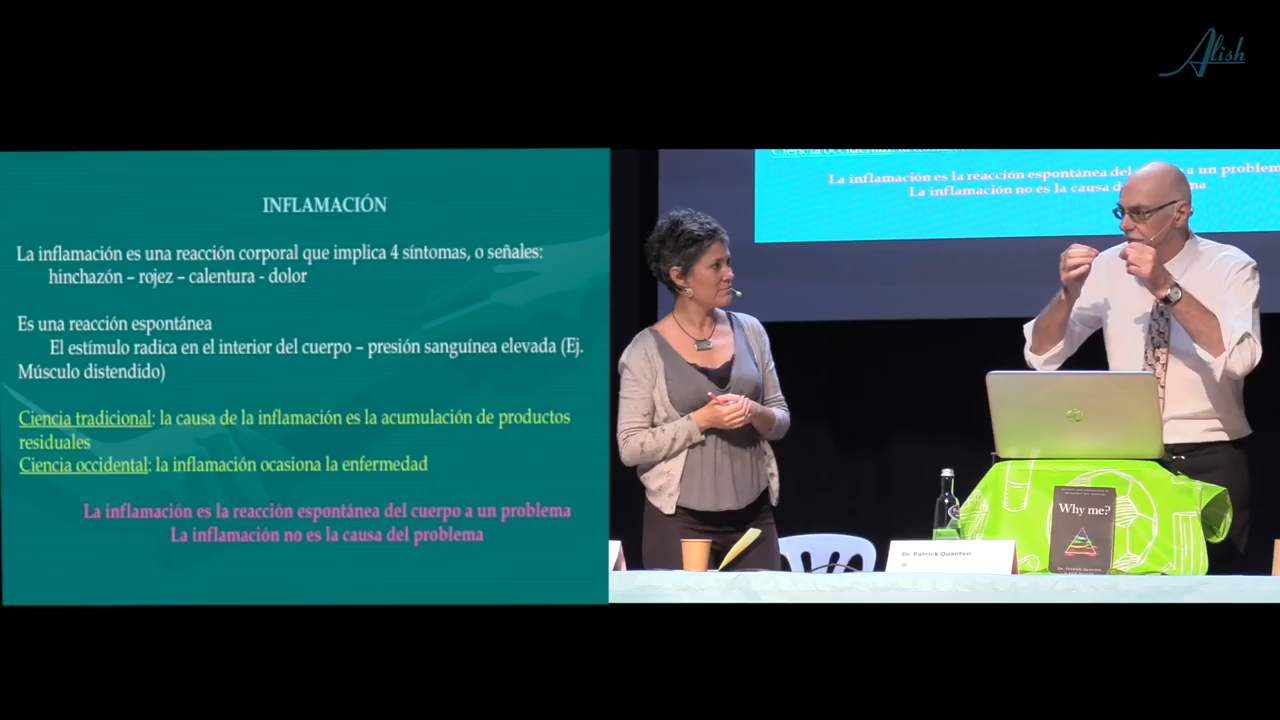 Alish
INFLAMACIÓN
La inflamación es una reacción corporal que implica 4 síntomas, o señales:
hinchazón – rojez – calentura - dolor
Es una reacción espontánea
El estímulo radica en el interior del cuerpo – presión sanguínea elevada (Ej.
Músculo distendido)
Ciencia tradicional: la causa de la inflamación es la acumulación de productos
residuales
Ciencia occidental: la inflamación ocasiona la enfermedad
La inflamación es la reacción espontánea del cuerpo a un problema
La inflamación no es la causa del problema
Ciencia occidental: la
La inflamación es la reacción espontánea del a un problem
La inflamación no es la causa d
Why me?
Dr. Patrick Quanten